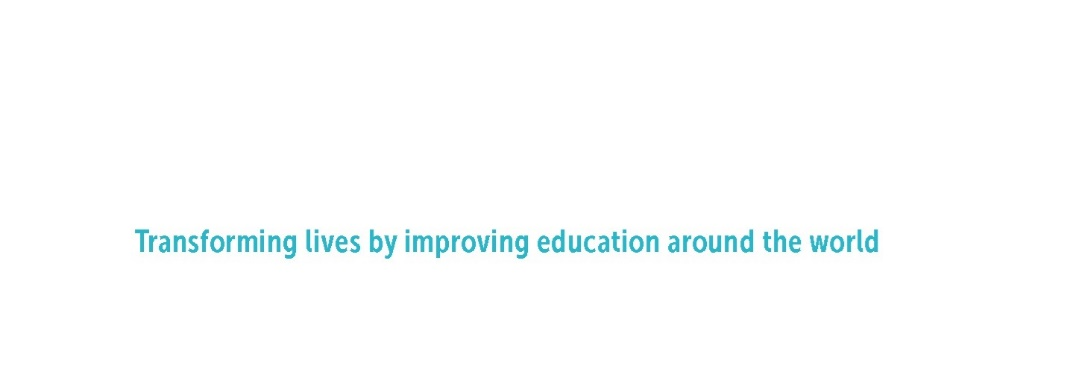 Transforming lives by improving education around the world